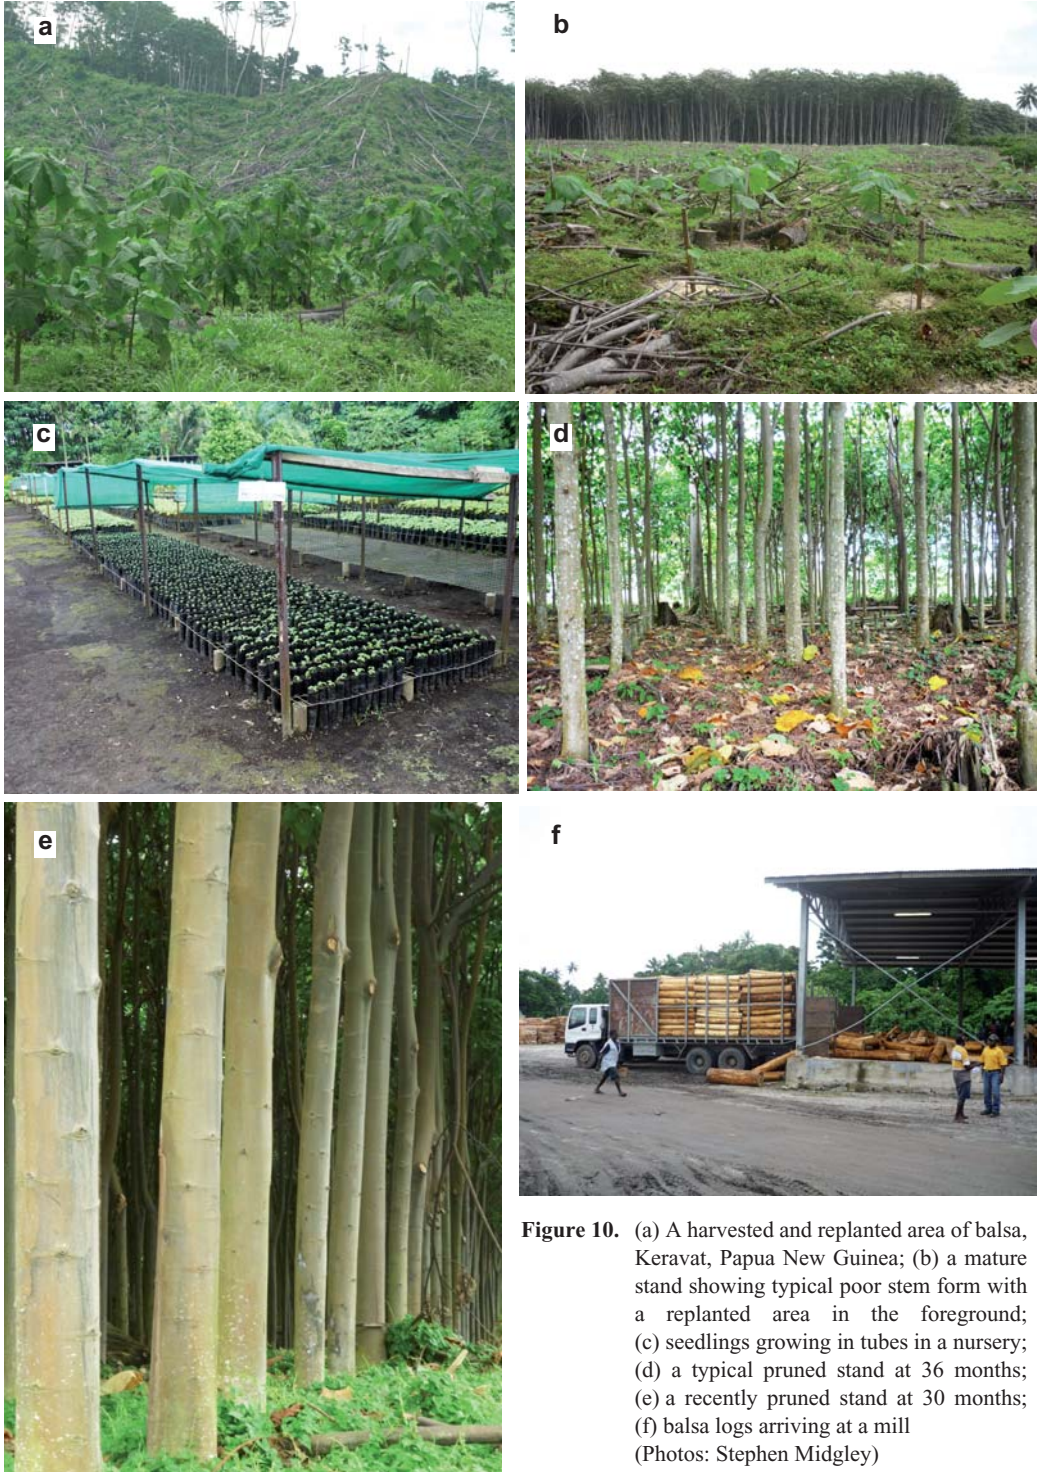 a
b
c
d
e
f
Figure 10. (a) A harvested and replanted area of balsa,
Keravat, Papua New Guinea; (b) a mature
stand showing typical poor stem form with
a replanted area in the foreground;
(c) seedlings growing in tubes in a nursery;
(d) a typical pruned stand at 36 months;
(e) a recently pruned stand at 30 months;
(f) balsa logs arriving at a mill
(Photos: Stephen Midgley)